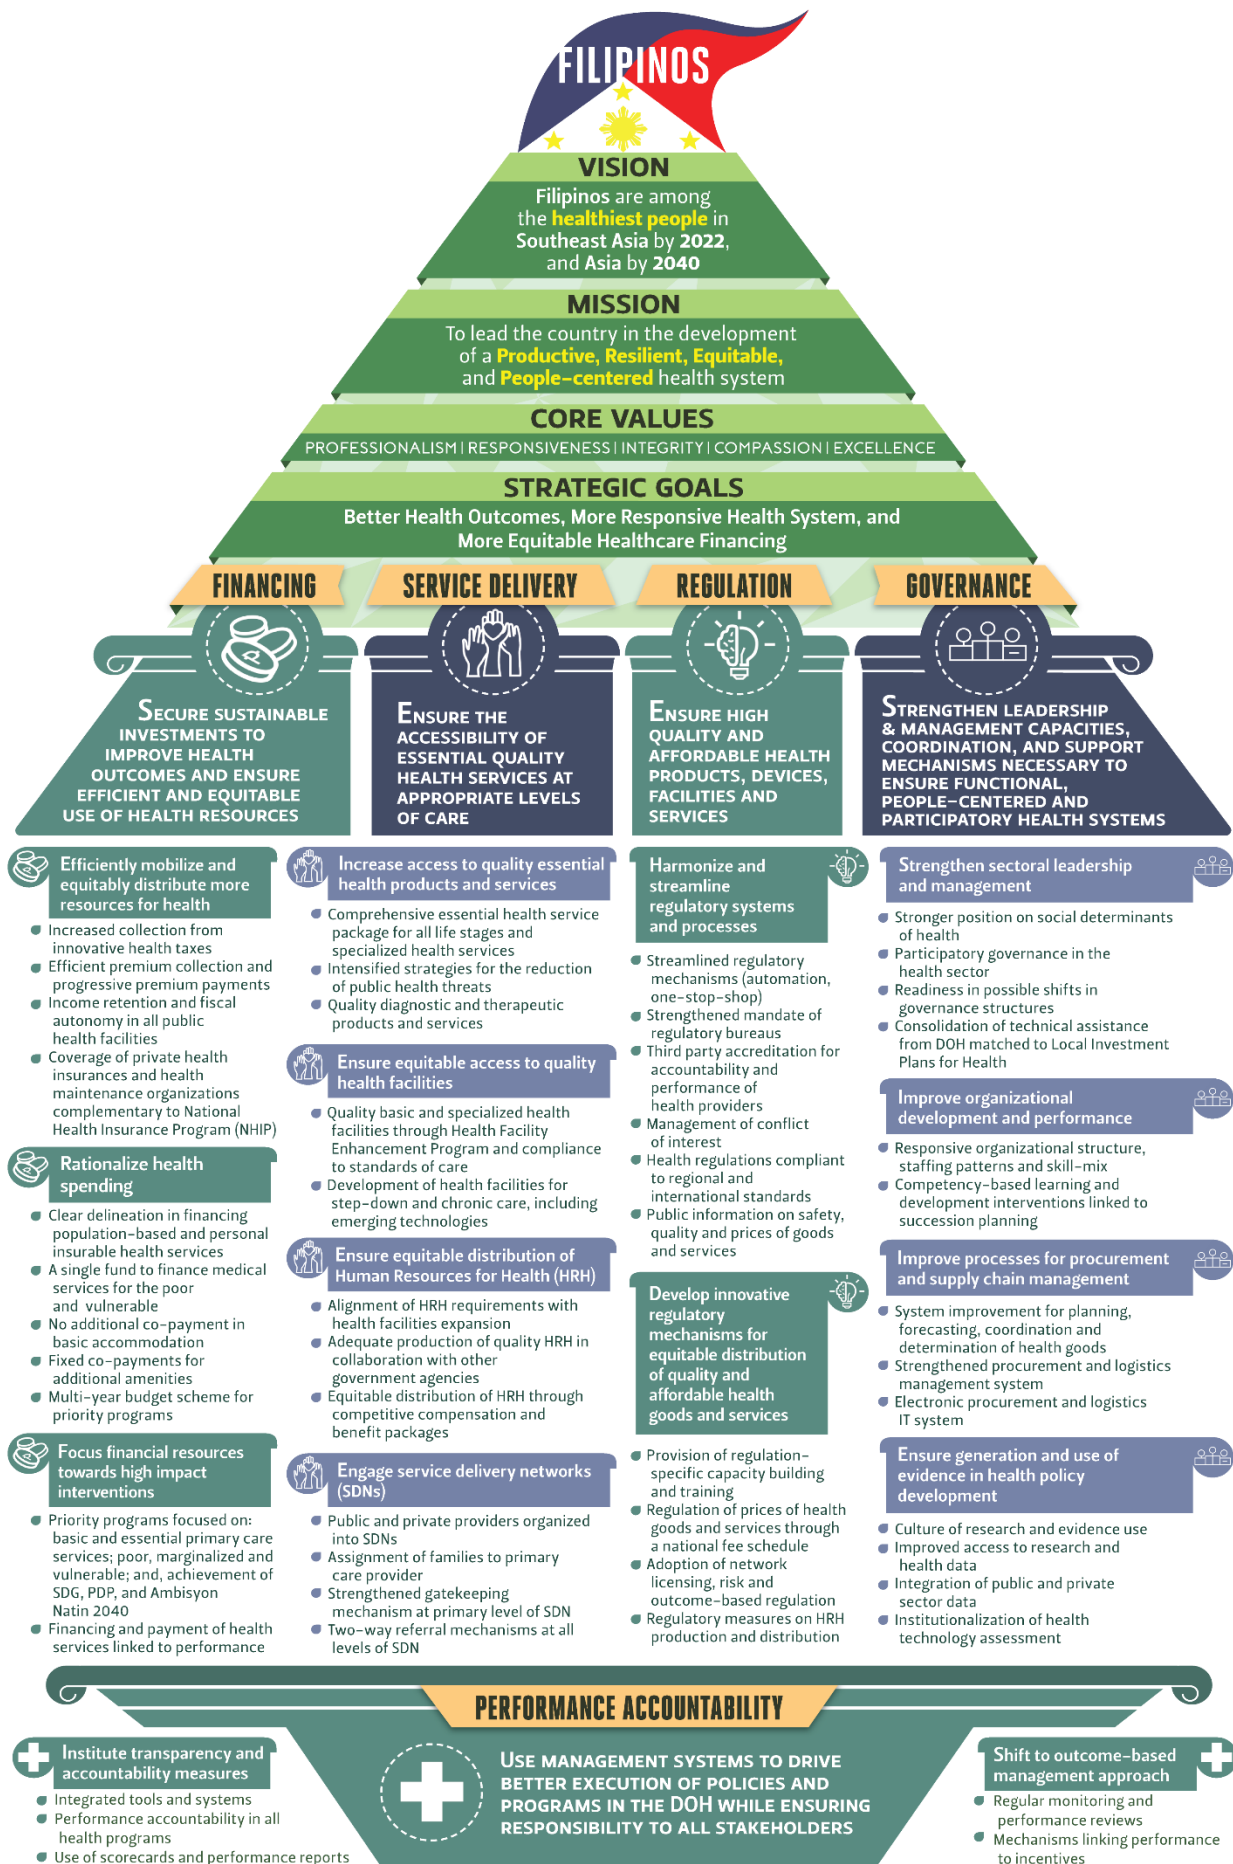 FILIPINOS
VISION
Filipinos are among
the healthiest people in
Southeast Asia by 2022,
and Asia by 2040
MISSION
To lead the country in the development
of a Productive, Resilient, Equitable,
and People-centered health system
CORE VALUES
PROFESSIONALISM | RESPONSIVENESS | INTEGRITY | COMPASSION | EXCELLENCE
STRATEGIC GOALS
Better Health Outcomes, More Responsive Health System, and
More Equitable Healthcare Financing
FINANCING
SERVICE DELIVERY
REGULATION
GOVERNANCE
SECURE SUSTAINABLE
INVESTMENTS TO
IMPROVE HEALTH
OUTCOMES AND ENSURE
EFFICIENT AND EQUITABLE
USE OF HEALTH RESOURCES
Efficiently mobilize and
equitably distribute more
resources for health
Increased collection from
innovative health taxes
Efficient premium collection and
progressive premium payments
Income retention and fiscal
autonomy in all public
health facilities
Coverage of private health
insurances and health
maintenance organizations
complementary to National
Health Insurance Program (NHIP)
Rationalize health
spending
Clear delineation in financing
population-based and personal
insurable health services
A single fund to finance medical
services for the poor
and vulnerable
No additional co-payment in
basic accommodation
Fixed co-payments for
additional amenities
Multi-year budget scheme for
priority programs
Focus financial resources
towards high impact
interventions
Priority programs focused on:
basic and essential primary care
services; poor, marginalized and
vulnerable; and, achievement of
SDG, PDP, and Ambisyon
Natin 2040
Financing and payment of health
services linked to performance
ENSURE THE
ACCESSIBILITY OF
ESSENTIAL QUALITY
HEALTH SERVICES AT
APPROPRIATE LEVELS
OF CARE
Increase access to quality essential
health products and services
Comprehensive essential health service
package for all life stages and
specialized health services
Intensified strategies for the reduction
of public health threats
Quality diagnostic and therapeutic
products and services
Ensure equitable access to quality
health facilities
Quality basic and specialized health
facilities through Health Facility
Enhancement Program and compliance
to standards of care
Development of health facilities for
step-down and chronic care, including
emerging technologies
Ensure equitable distribution of
Human Resources for Health (HRH)
Alignment of HRH requirements with
health facilities expansion
Adequate production of quality HRH in
collaboration with other
government agencies
Equitable distribution of HRH through
competitive compensation and
benefit packages
Engage service delivery networks
(SDNs)
Public and private providers organized
into SDNs
Assignment of families to primary
care provider
Strengthened gatekeeping
mechanism at primary level of SDN
Two-way referral mechanisms at all
levels of SDN
ENSURE HIGH
QUALITY AND
AFFORDABLE HEALTH
PRODUCTS, DEVICES,
FACILITIES AND
SERVICES
Harmonize and
streamline
regulatory systems
and processes
Streamlined regulatory
mechanisms (automation,
one-stop-shop)
Strengthened mandate of
regulatory bureaus
Third party accreditation for
accountability and
performance of
health providers
Management of conflict
of interest
Health regulations compliant
to regional and
international standards
Public information on safety,
quality and prices of goods
and services
Develop innovative
regulatory
mechanisms for
equitable distribution
of quality and
affordable health
goods and services
Provision of regulation-
specific capacity building
and training
Regulation of prices of health
goods and services through
a national fee schedule
Adoption of network
licensing, risk and
outcome-based regulation
Regulatory measures on HRH
production and distribution
STRENGTHEN LEADERSHIP
& MANAGEMENT CAPACITIES,
COORDINATION, AND SUPPORT
MECHANISMS NECESSARY TO
ENSURE FUNCTIONAL,
PEOPLE-CENTERED AND
PARTICIPATORY HEALTH SYSTEMS
Strengthen sectoral leadership
and management
Stronger position on social determinants
of health
Participatory governance in the
health sector
Readiness in possible shifts in
governance structures
Consolidation of technical assistance
from DOH matched to Local Investment
Plans for Health
Improve organizational
development and performance
Responsive organizational structure,
staffing patterns and skill-mix
Competency-based learning and
development interventions linked to
succession planning
Improve processes for procurement
and supply chain management
System improvement for planning,
forecasting, coordination and
determination of health goods
Strengthened procurement and logistics
management system
Electronic procurement and logistics
IT system
Ensure generation and use of
evidence in health policy
development
Culture of research and evidence use
Improved access to research and
health data
Integration of public and private
sector data
Institutionalization of health
technology assessment
PERFORMANCE ACCOUNTABILITY
Institute transparency and
accountability measures
Integrated tools and systems
Performance accountability in all
health programs
Use of scorecards and performance reports
USE MANAGEMENT SYSTEMS TO DRIVE
BETTER EXECUTION OF POLICIES AND
PROGRAMS IN THE DOH WHILE ENSURING
RESPONSIBILITY TO ALL STAKEHOLDERS
Shift to outcome-based
management approach
Regular monitoring and
performance reviews
Mechanisms linking performance
to incentives